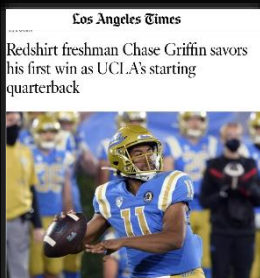 Los Angeles Times
Redshirt freshman Chase Griffin savors
his first win as UCLA's starting
quarterback
11